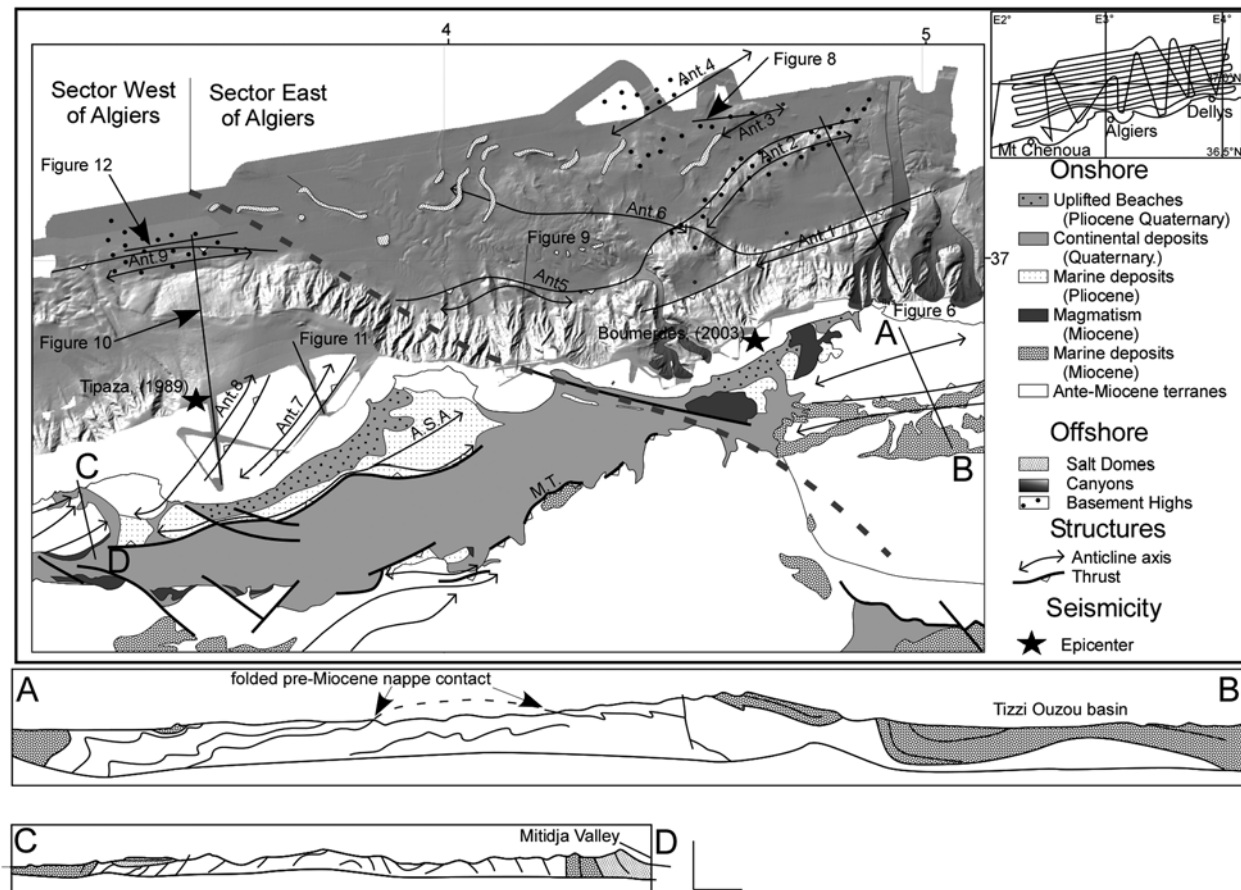 4
5
Sector West
of Algiers
Sector East
of Algiers
Figure 12
Ant.4
Figure 8
Ant.3
Ant.2
Ant.6
Figure 9
Ant.1
Ant.9
Ant5
37
Figure 10
Figure 11
Boumerdes. (2003)
Figure 6
A
Tipaza. (1989)
Ant.8
Ant.7
A.S.A.
B
C
M.T.
D
E2°
E3°
E4°
37.0°N
Dellys
Algiers
Mt Chenoua
36.5°N
Onshore
Uplifted Beaches
(Pliocene Quaternary)
Continental deposits
(Quaternary.)
Marine deposits
(Pliocene)
Magmatism
(Miocene)
Marine deposits
(Miocene)
Ante-Miocene terranes
Offshore
Salt Domes
Canyons
Basement Highs
Structures
Anticline axis
Thrust
Seismicity
Epicenter
A
folded pre-Miocene nappe contact
B
Tizzi Ouzou basin
C
Mitidja Valley
D